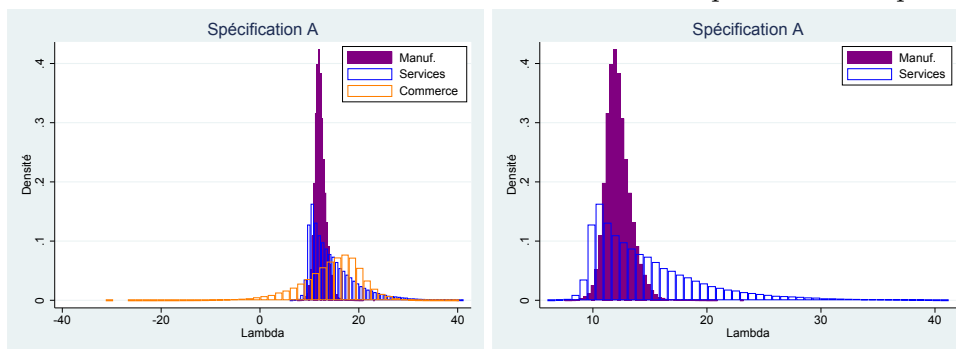 Spécification A
Manuf.
Services
Commerce
Densité
.4
.3
.2
.1
0
-40
-20
0
20
40
Lambda
Spécification A
Manuf.
Services
Densité
.4
.3
.2
.1
0
10
20
30
40
Lambda